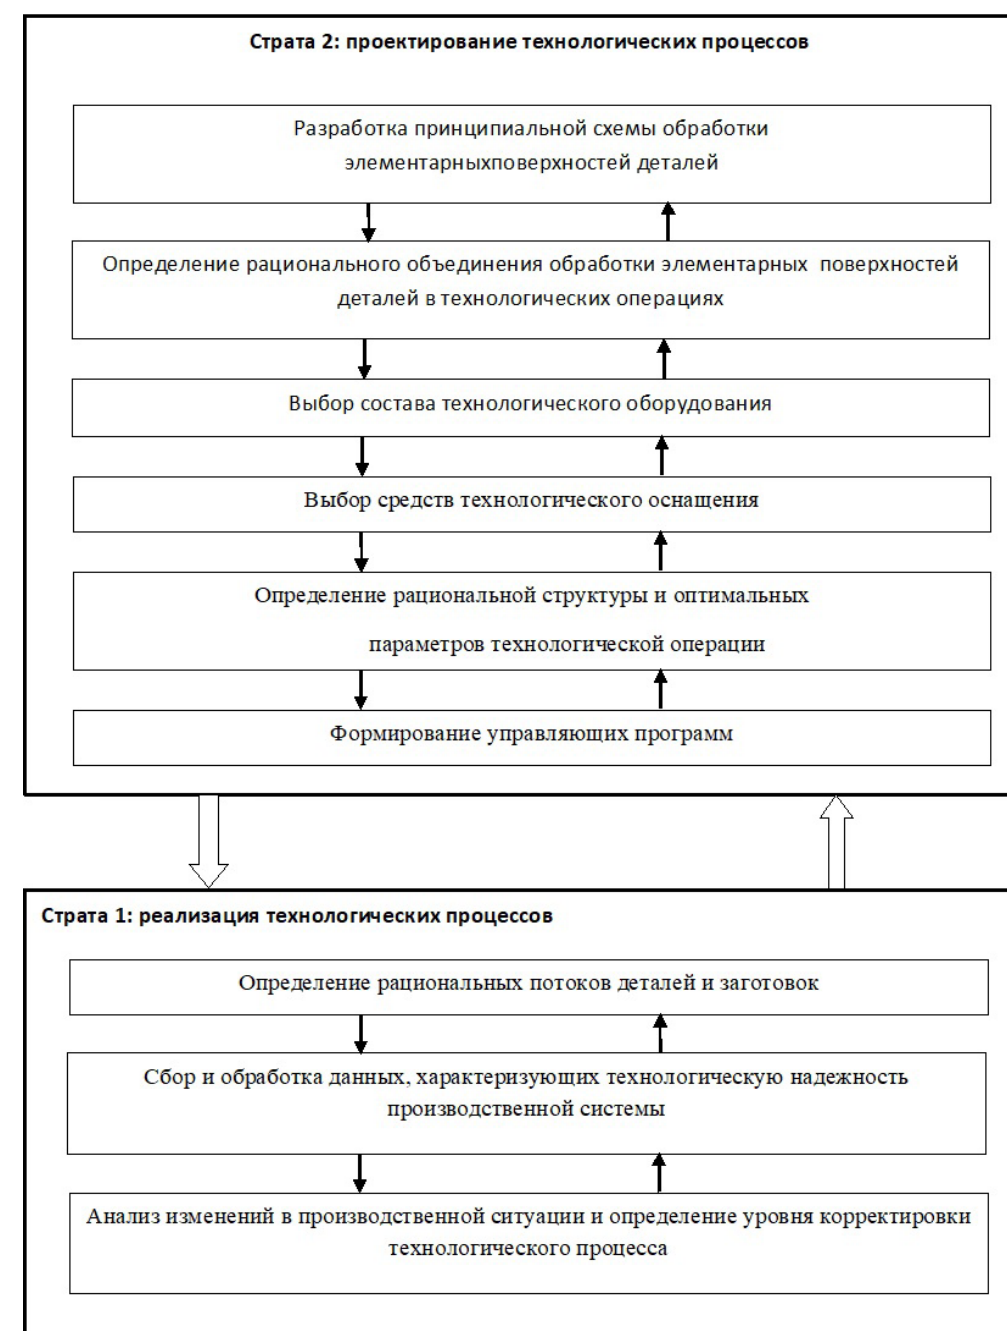 Страта 2: проектирование технологических процессов
Разработка принципиальной схемы обработки
элементарныхповерхностей деталей
Определение рационального объединения обработки элементарных поверхностей
деталей в технологических операциях
Выбор состава технологического оборудования
Выбор средств технологического оснащения
Определение рациональной структуры и оптимальных
параметров технологической операции
Формирование управляющих программ
Страта 1: реализация технологических процессов
Определение рациональных потоков деталей и заготовок
Сбор и обработка данных, характеризующих технологическую надежность
производственной системы
Анализ изменений в производственной ситуации и определение уровня корректировки
технологического процесса